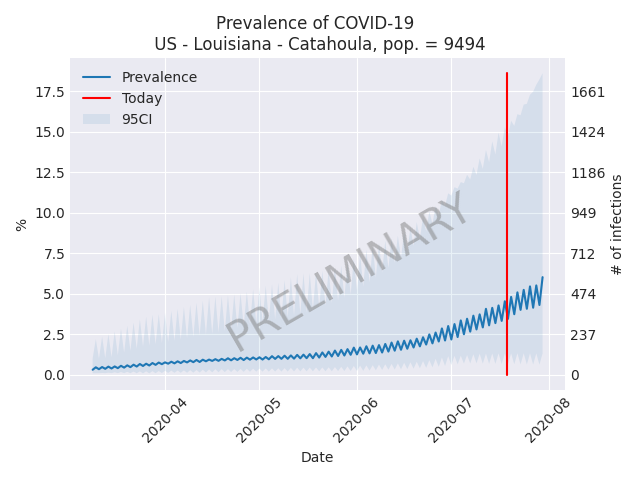 Prevalence of COVID-19
US - Louisiana - Catahoula, pop. = 9494
Prevalence
Today
95CI
17.5
15.0
12.5
10.0
7.5
5.0
2.5
0.0
%
1661
1424
1186
949
712
474
237
0
# of infections
PRELIMINARY
2020-04
2020-05
2020-06
2020-07
2020-08
Date